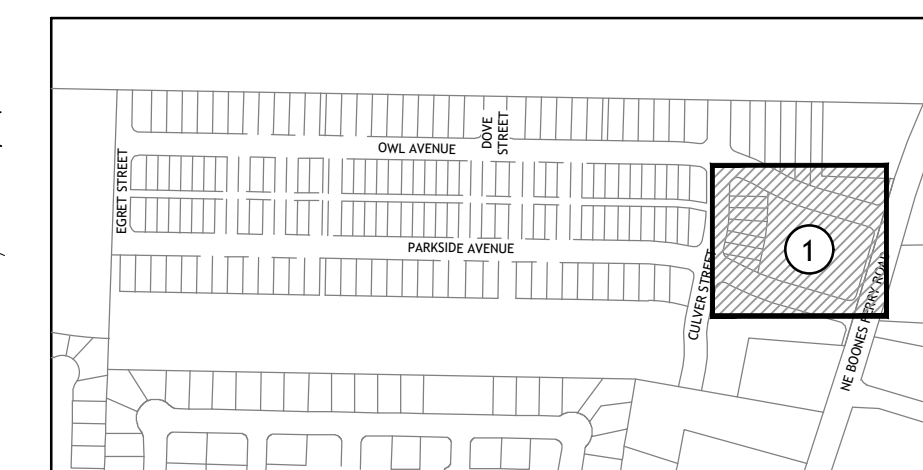 DOVE
STREET
OWL AVENUE
EGRET STREET
PARKSIDE AVENUE
1
CULVER STREET
NE BOONES FERRY ROAD